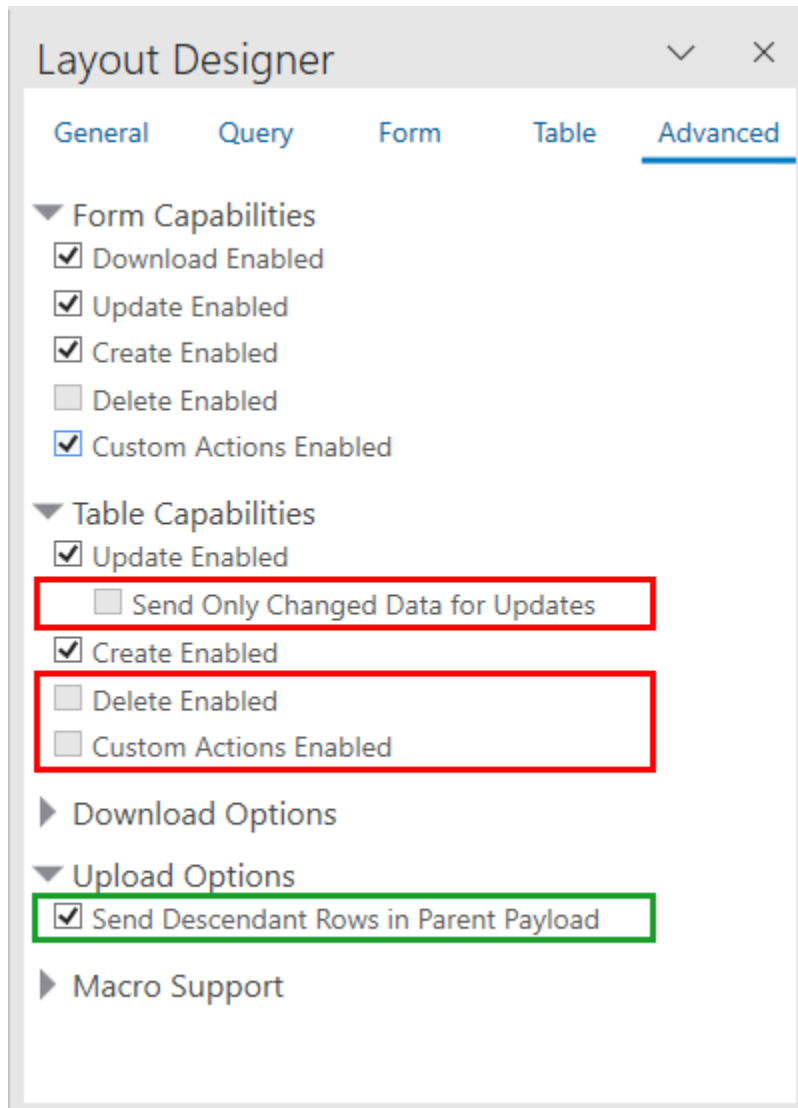 Layout Designer
General Query Form Table Advanced
Form Capabilities
Download Enabled
Update Enabled
Create Enabled
Delete Enabled
Custom Actions Enabled
Table Capabilities
Update Enabled
Send Only Changed Data for Updates
Create Enabled
Delete Enabled
Custom Actions Enabled
Download Options
Upload Options
Send Descendant Rows in Parent Payload
Macro Support